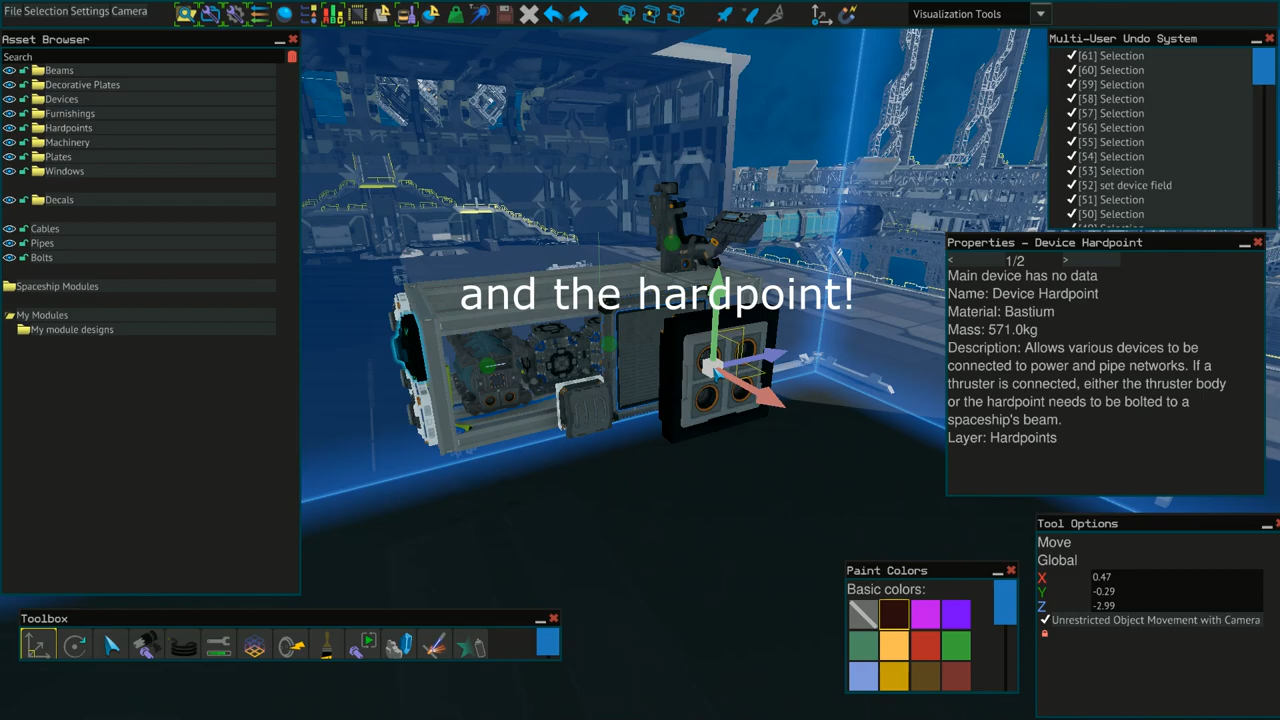 File Selection Settings Camera
Visualization Tools
Asset Browser
Search
Beams
Decorative Plates
Devices
Furnishings
Hardpoints
Machinery
Plates
Windows
Decals
Cables
Pipes
Bolts
Spaceship Modules
My Modules
My module designs
Multi-User Undo System
[61] Selection
[60] Selection
[59] Selection
[58] Selection
[57] Selection
[56] Selection
[55] Selection
[54] Selection
[53] Selection
[52] set device field
[51] Selection
[50] Selection
and the hardpoint!
Properties - Device Hardpoint
< 1/2 >
Main device has no data
Name: Device Hardpoint
Material: Bastium
Mass: 571.0kg
Description: Allows various devices to be
connected to power and pipe networks. If a
thruster is connected, either the thruster body
or the hardpoint needs to be bolted to a
spaceship's beam.
Layer: Hardpoints
Tool Options
Move
Global
X 0.47
Y -0.29
Z -2.99
Unrestricted Object Movement with Camera
Paint Colors
Basic colors:
Toolbox